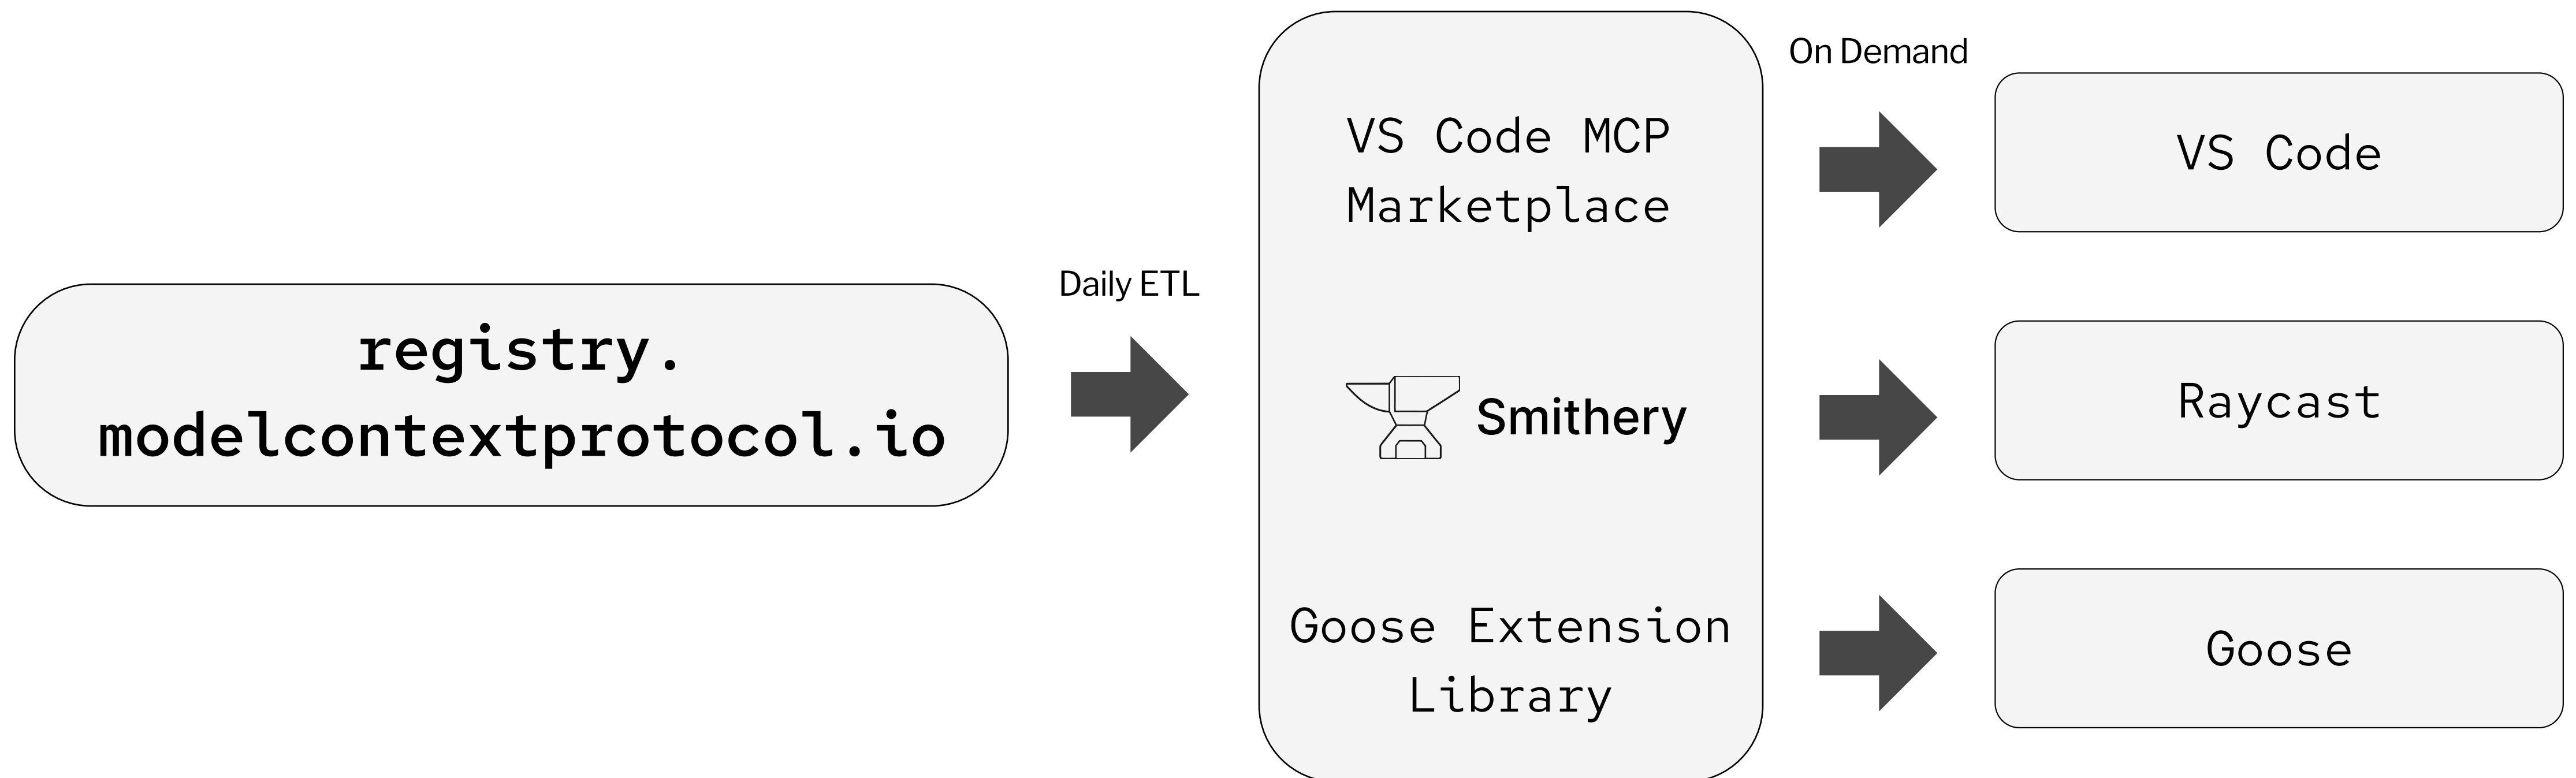 registry.
modelcontextprotocol.io
Daily ETL
VS Code MCP
Marketplace
Smithery
Goose Extension
Library
On Demand
VS Code
Raycast
Goose